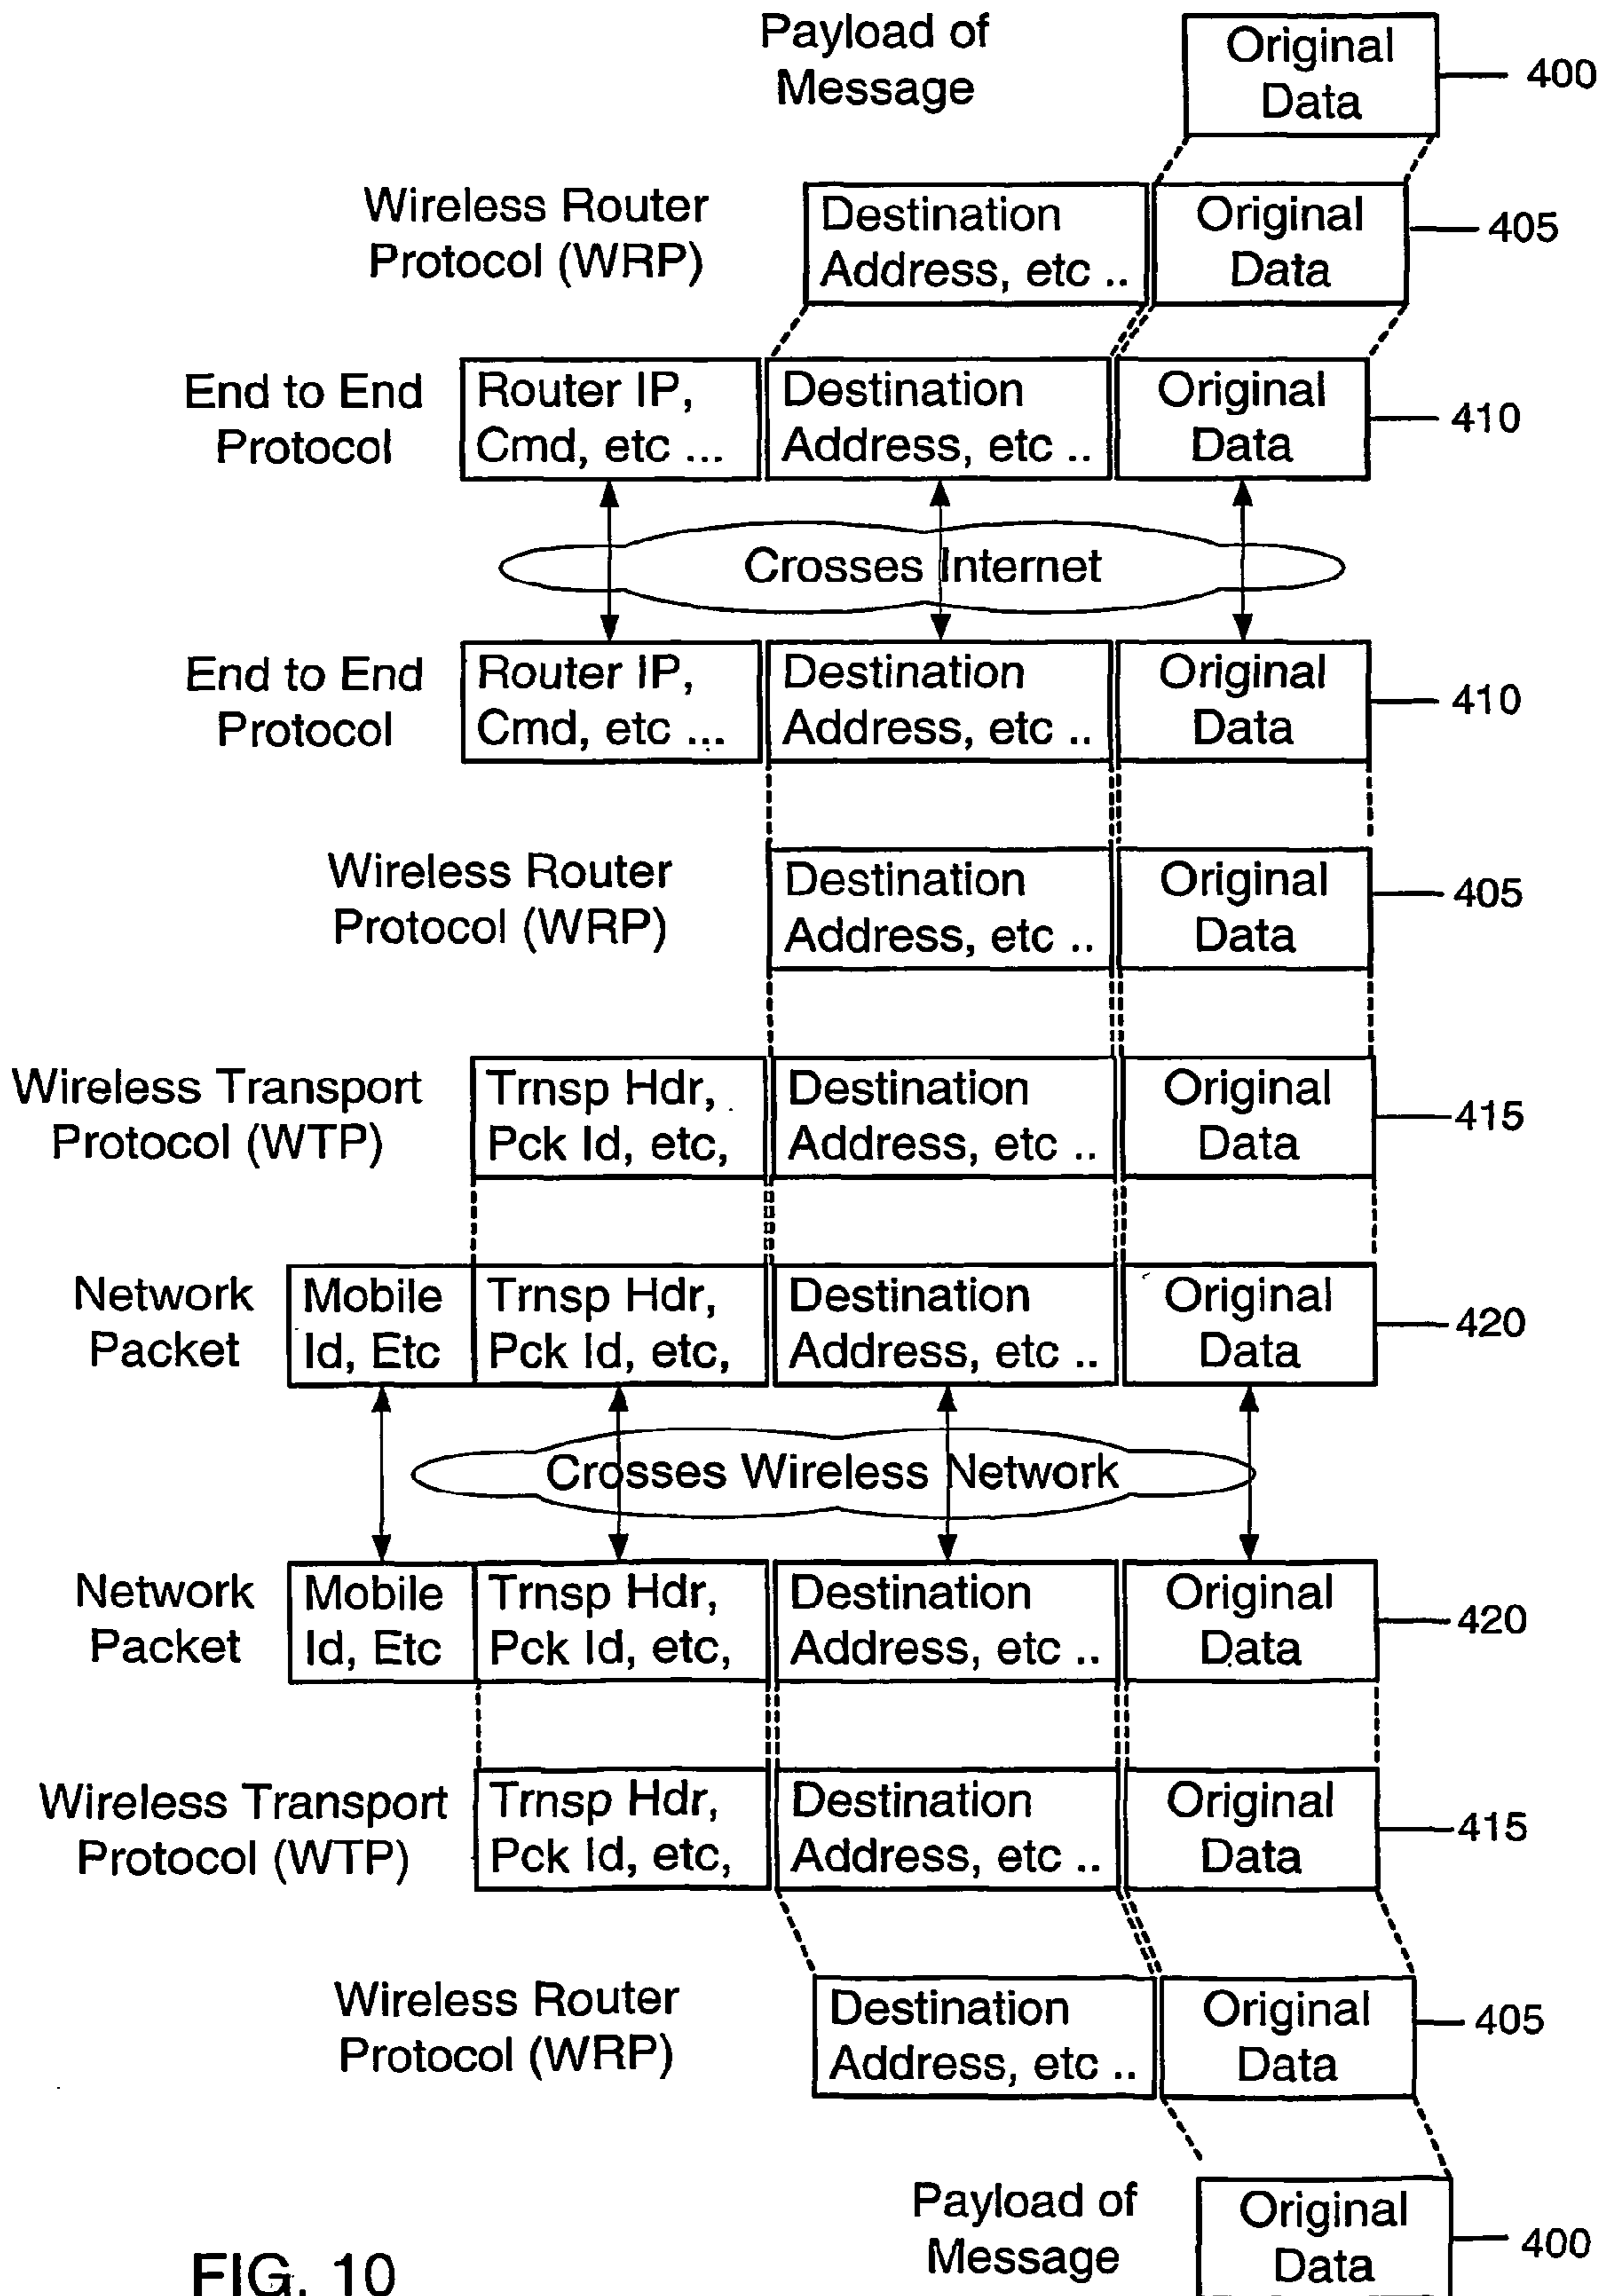 Payload of
Message
Original
Data
400
Wireless Router
Protocol (WRP)
Destination
Address, etc ..
Original
Data
405
End to End
Protocol
Router IP,
Cmd, etc ...
Destination
Address, etc ..
Original
Data
410
Crosses Internet
End to End
Protocol
Router IP,
Cmd, etc ...
Destination
Address, etc ..
Original
Data
410
Wireless Router
Protocol (WRP)
Destination
Address, etc ..
Original
Data
405
Wireless Transport
Protocol (WTP)
Trnsp Hdr,
Pck Id, etc,
Destination
Address, etc ..
Original
Data
415
Network
Packet
Mobile
Id, Etc
Trnsp Hdr,
Pck Id, etc,
Destination
Address, etc ..
Original
Data
420
Crosses Wireless Network
Network
Packet
Mobile
Id, Etc
Trnsp Hdr,
Pck Id, etc,
Destination
Address, etc ..
Original
Data
420
Wireless Transport
Protocol (WTP)
Trnsp Hdr,
Pck Id, etc,
Destination
Address, etc ..
Original
Data
415
Wireless Router
Protocol (WRP)
Destination
Address, etc ..
Original
Data
405
Payload of
Message
Original
Data
400
FIG. 10